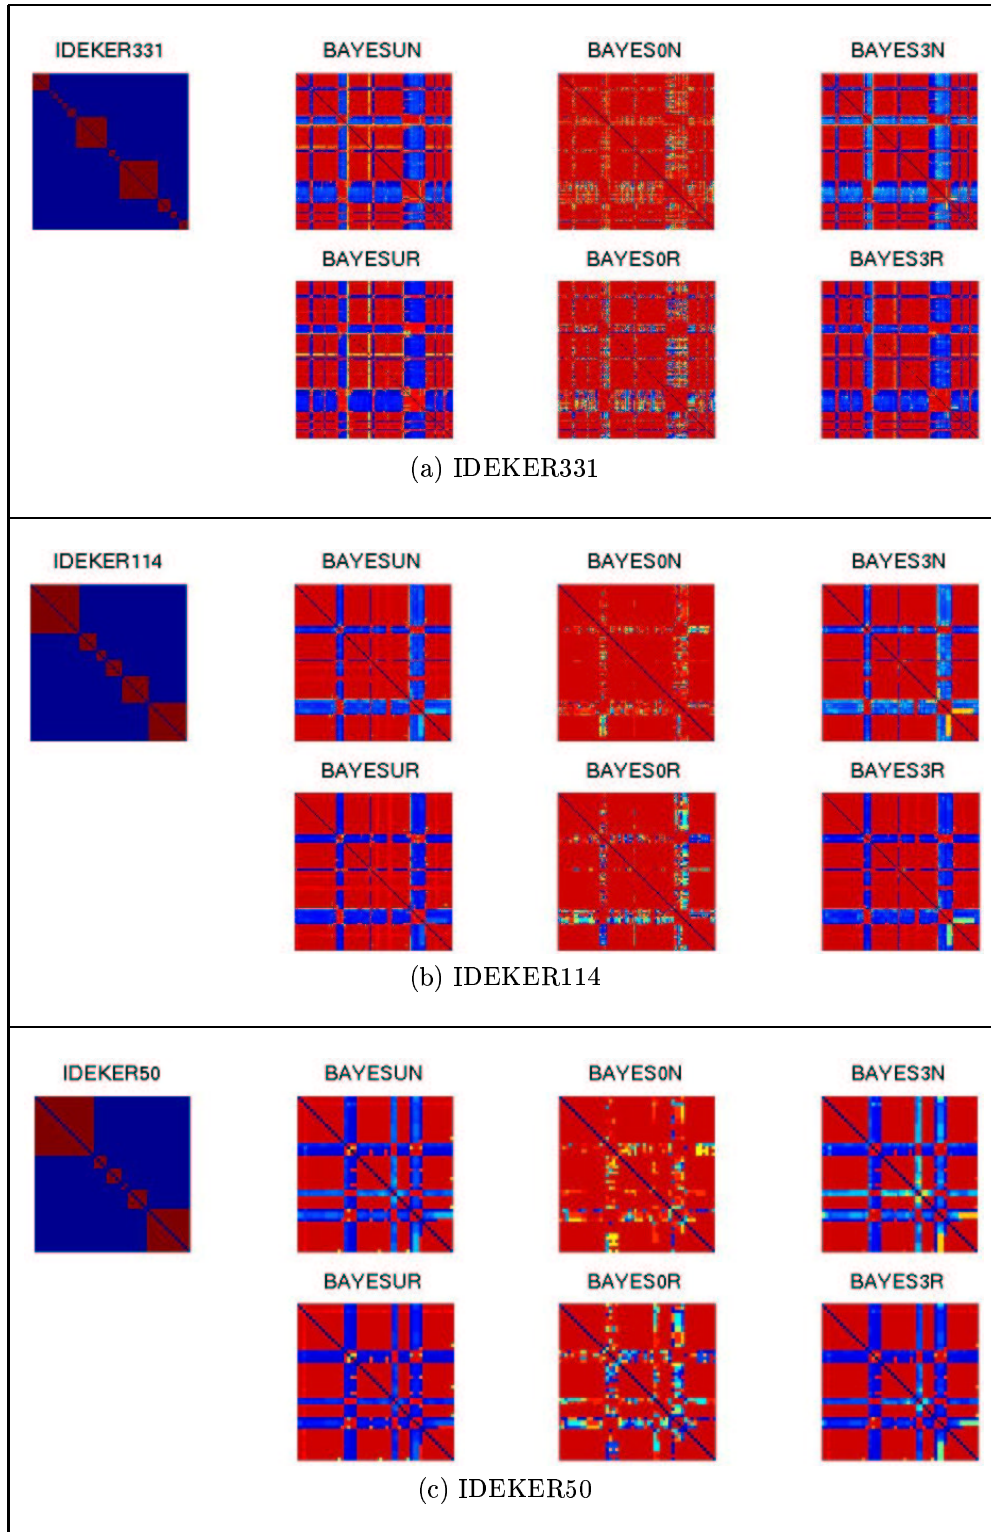 IDEKER331 BAYESUN BAYES0N BAYES3N
BAYESUR BAYES0R BAYES3R
(a) IDEKER331
IDEKER114 BAYESUN BAYES0N BAYES3N
BAYESUR BAYES0R BAYES3R
(b) IDEKER114
IDEKER50 BAYESUN BAYES0N BAYES3N
BAYESUR BAYES0R BAYES3R
(c) IDEKER50